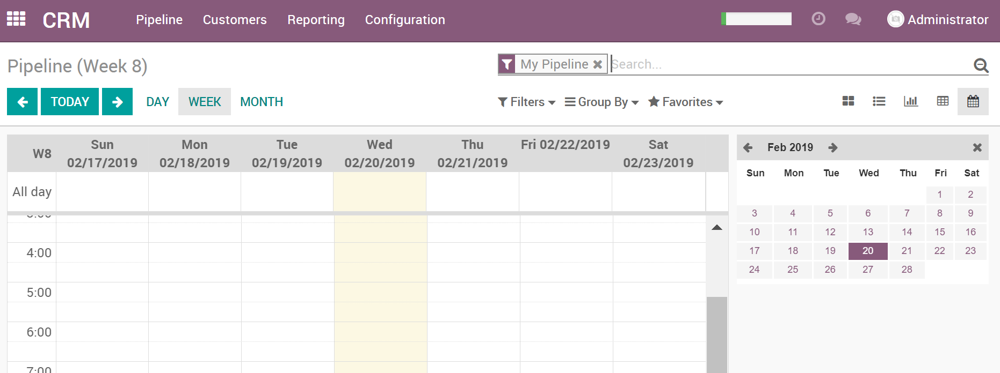 CRM Pipeline Customers Reporting Configuration Administrator
Pipeline (Week 8)
My Pipeline Search...
TODAY DAY WEEK MONTH
Filters Group By Favorites
W8 Sun Mon Tue Wed Thu Fri 02/22/2019 Sat
02/17/2019 02/18/2019 02/19/2019 02/20/2019 02/21/2019 02/23/2019
All day
4:00
5:00
6:00
7:00
Feb 2019
Sun Mon Tue Wed Thu Fri Sat
1 2
3 4 5 6 7 8 9
10 11 12 13 14 15 16
17 18 19 20 21 22 23
24 25 26 27 28